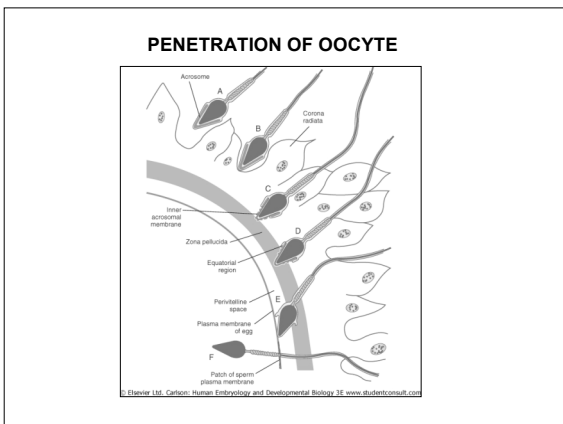 PENETRATION OF OOCYTE
Acrosome
A
B
Corona
radiata
C
Inner
acrosomal
membrane
D
Zona pellucida
Equatorial
region
E
Perivitelline
space
Plasma membrane
of egg
F
Patch of sperm
plasma membrane
© Elsevier Ltd. Carlson: Human Embryology and Developmental Biology 3E www.studentconsult.com